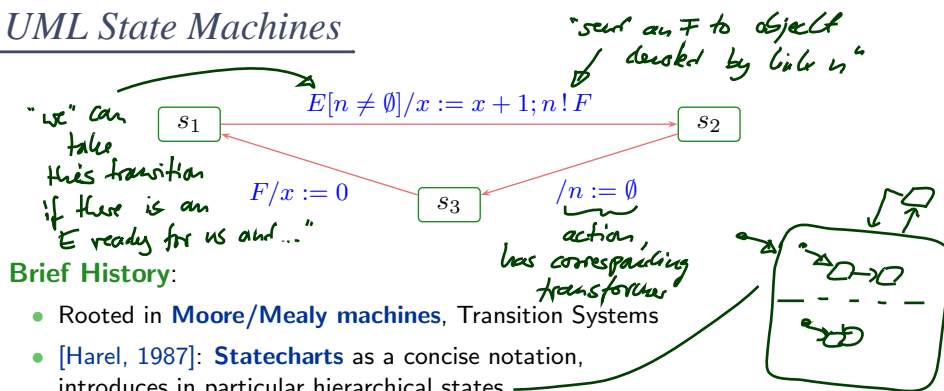 UML State Machines
"send an F to object
denoted by link n"
E[n ≠ ∅]/x := x + 1; n ! F
"we" can
take
this transition
if there is an
E ready for us and..."
s1
s2
F/x := 0
s3
/n := ∅
action,
has corresponding
transformer
Brief History:
• Rooted in Moore/Mealy machines, Transition Systems
• [Harel, 1987]: Statecharts as a concise notation,
introduces in particular hierarchical states